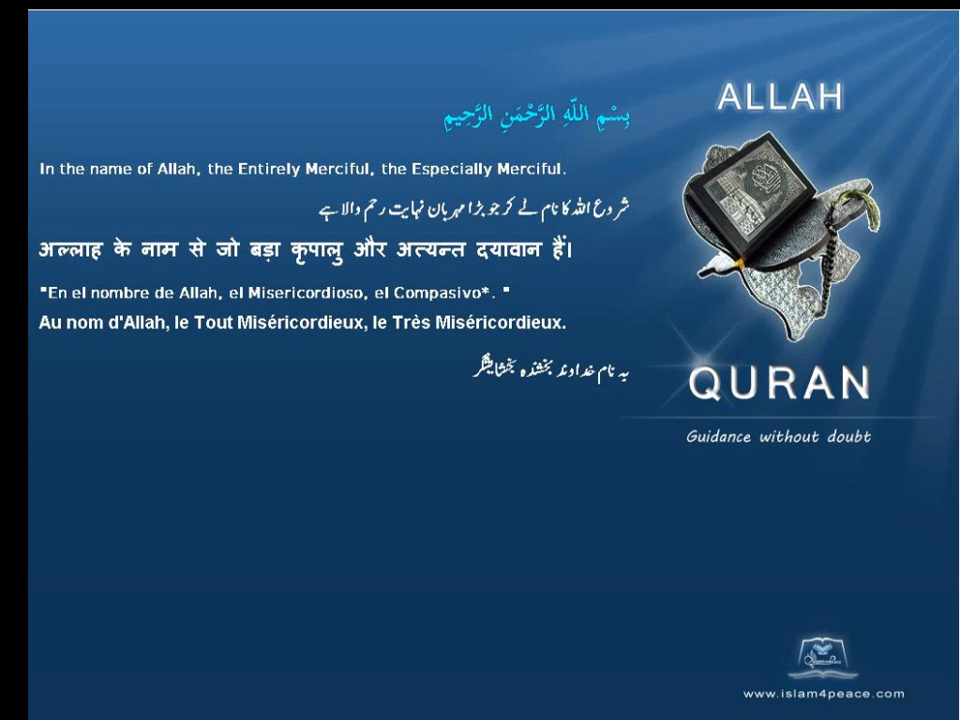 بِسْمِ اللّهِ الرَّحْمَنِ الرَّحِيمِ
In the name of Allah, the Entirely Merciful, the Especially Merciful.
شروع الله کا نام لے کر جو بڑا مہربان نہایت رحم والا ہے
अल्लाह के नाम से जो बड़ा कृपालु और अत्यन्त दयावान हैं।
"En el nombre de Allah, el Misericordioso, el Compasivo*. "
Au nom d'Allah, le Tout Miséricordieux, le Très Miséricordieux.
به نام خداوند بخشنده بخشایشگر
ALLAH
QURAN
Guidance without doubt
www.islam4peace.com